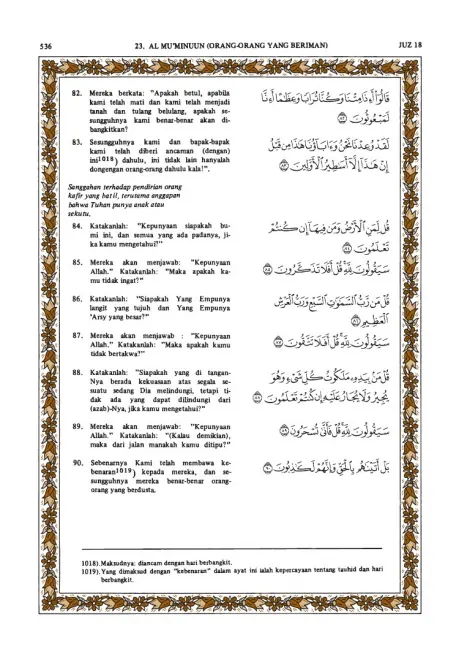 536
23. AL MU'MINUUN (ORANG-ORANG YANG BERIMAN)
JUZ 18
82. Mereka berkata: "Apakah betul, apabila
kami telah mati dan kami telah menjadi
tanah dan tulang belulang, apakah se-
sungguhnya kami benar-benar akan di-
bangkitkan?
قَالُوٓا۟ أَءِذَا مِتْنَا وَكُنَّا تُرَابًا وَعِظَٰمًا أَءِنَّا
لَمَبْعُوثُونَ ٨٢
83. Sesungguhnya kami dan bapak-bapak
kami telah diberi ancaman (dengan)
ini1018) dahulu, ini tidak lain hanyalah
dongengan orang-orang dahulu kala!".
لَقَدْ وُعِدْنَا نَحْنُ وَءَابَآؤُنَا هَٰذَا مِن قَبْلُ
إِنْ هَٰذَآ إِلَّآ أَسَٰطِيرُ ٱلْأَوَّلِينَ ٨٣
Sanggahan terhadap pendirian orang
kafir yang batil, terutama anggapan
bahwa Tuhan punya anak atau
sekutu.
84. Katakanlah: "Kepunyaan siapakah bu-
mi ini, dan semua yang ada padanya, ji-
ka kamu mengetahui?"
قُل لِّمَنِ ٱلْأَرْضُ وَمَن فِيهَآ إِن كُنتُمْ
تَعْلَمُونَ ٨٤
85. Mereka akan menjawab: "Kepunyaan
Allah." Katakanlah: "Maka apakah ka-
mu tidak ingat?"
سَيَقُولُونَ لِلَّهِ قُلْ أَفَلَا تَذَكَّرُونَ ٨٥
86. Katakanlah: "Siapakah Yang Empunya
langit yang tujuh dan Yang Empunya
'Arsy yang besar?"
قُلْ مَن رَّبُّ ٱلسَّمَٰوَٰتِ ٱلسَّبْعِ وَرَبُّ ٱلْعَرْشِ
ٱلْعَظِيمِ ٨٦
87. Mereka akan menjawab : "Kepunyaan
Allah." Katakanlah: "Maka apakah kamu
tidak bertakwa?"
سَيَقُولُونَ لِلَّهِ قُلْ أَفَلَا تَتَّقُونَ ٨٧
88. Katakanlah: "Siapakah yang di tangan-
Nya berada kekuasaan atas segala se-
suatu sedang Dia melindungi, tetapi ti-
dak ada yang dapat dilindungi dari
(azab)-Nya, jika kamu mengetahui?"
قُلْ مَنۢ بِيَدِهِۦ مَلَكُوتُ كُلِّ شَىْءٍ وَهُوَ
يُجِيرُ وَلَا يُجَارُ عَلَيْهِ إِن كُنتُمْ تَعْلَمُونَ ٨٨
89. Mereka akan menjawab: "Kepunyaan
Allah." Katakanlah: "(Kalau demikian),
maka dari jalan manakah kamu ditipu?"
سَيَقُولُونَ لِلَّهِ قُلْ فَأَنَّىٰ تُسْحَرُونَ ٨٩
90. Sebenarnya Kami telah membawa ke-
benaran1019) kepada mereka, dan se-
sungguhnya mereka benar-benar orang-
orang yang berdusta.
بَلْ أَتَيْنَٰهُم بِٱلْحَقِّ وَإِنَّهُمْ لَكَٰذِبُونَ ٩٠
1018). Maksudnya: diancam dengan hari berbangkit.
1019). Yang dimaksud dengan "kebenaran" dalam ayat ini ialah kepercayaan tentang tauhid dan hari
berbangkit.